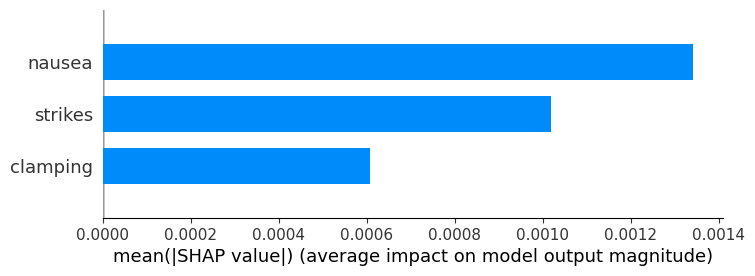 nausea
strikes
clamping
0.0000 0.0002 0.0004 0.0006 0.0008 0.0010 0.0012 0.0014
mean(|SHAP value|) (average impact on model output magnitude)